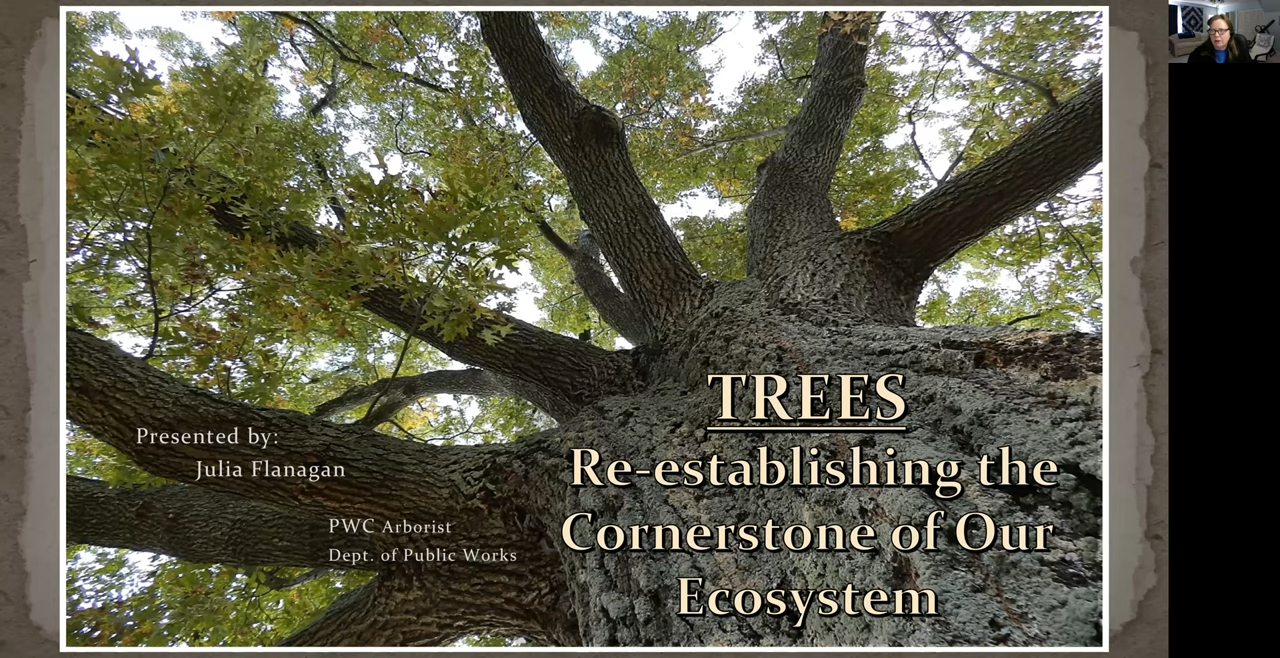 TREES
Re-establishing the
Cornerstone of Our
Ecosystem
Presented by:
Julia Flanagan
PWC Arborist
Dept. of Public Works